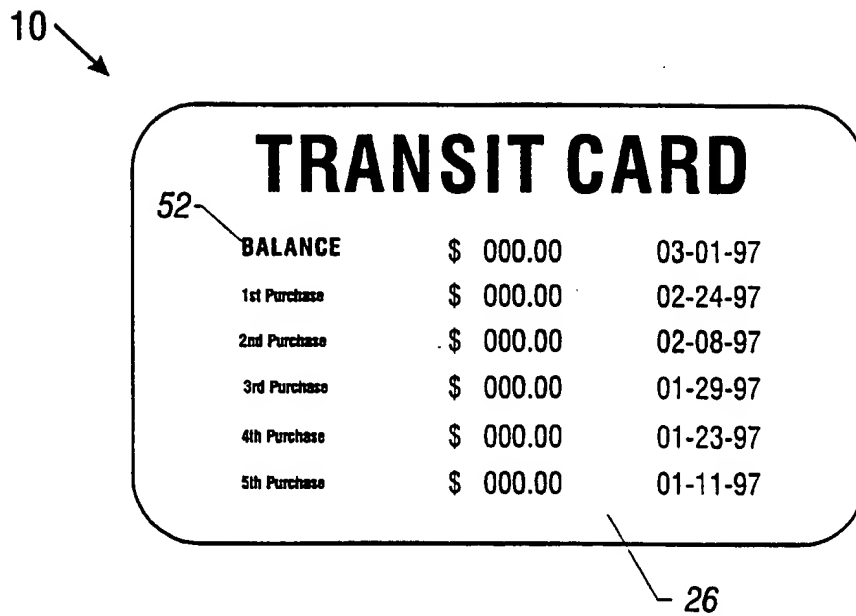 10
TRANSIT CARD
52
BALANCE $ 000.00 03-01-97
1st Purchase $ 000.00 02-24-97
2nd Purchase $ 000.00 02-08-97
3rd Purchase $ 000.00 01-29-97
4th Purchase $ 000.00 01-23-97
5th Purchase $ 000.00 01-11-97
26